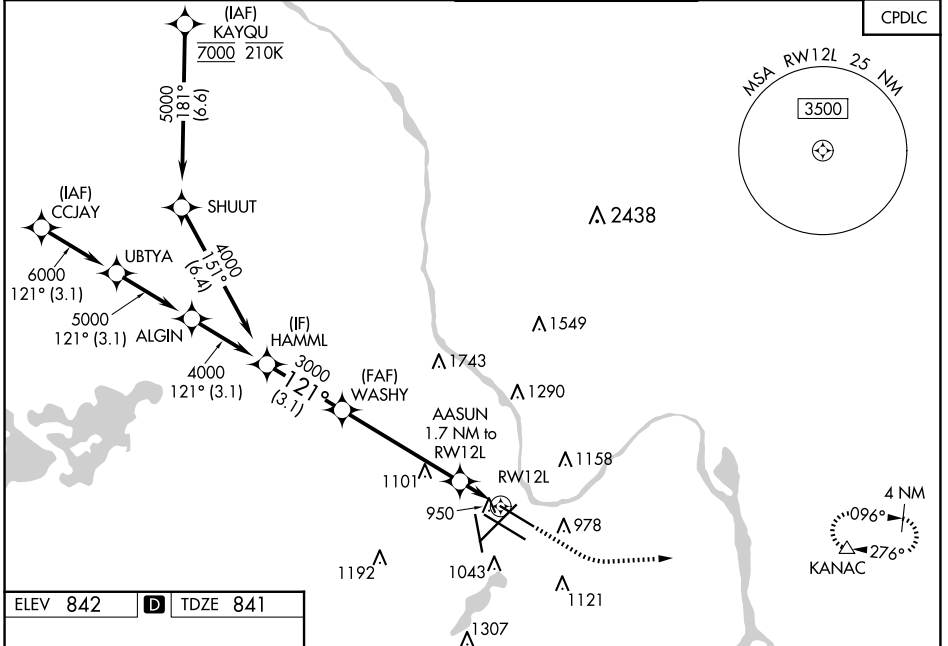 CPDLC
(IAF)
KAYQU
7000 210K
MSA RW12L 25 NM
3500
5000
181°
(6.6)
(IAF)
CCJAY
SHUUT
2438
UBTYA
4000
151°
(6.4)
6000
121° (3.1)
5000
121° (3.1)
ALGIN
(IF)
HAMML
1549
1743
3000
121°
(3.1)
(FAF)
WASHY
4000
121° (3.1)
1290
AASUN
1.7 NM to
RW12L
1158
1101
RW12L
950
978
4 NM
096°
276°
KANAC
1192
1043
1121
ELEV 842
D
TDZE 841
1307